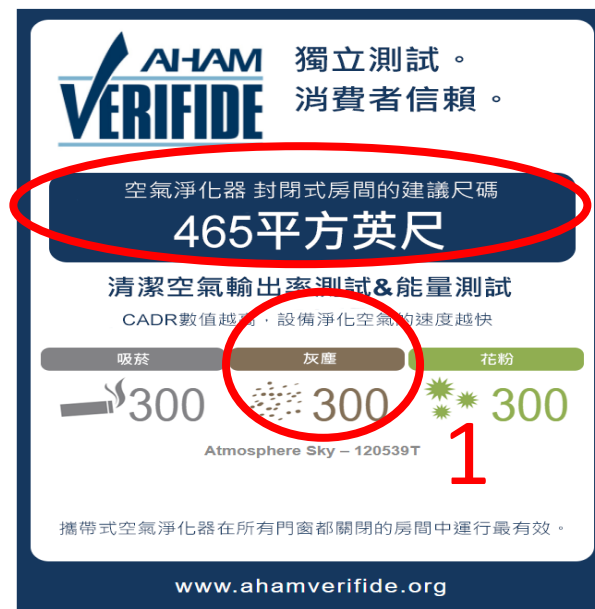 AHAM
VERIFIDE
獨立測試。
消費者信賴。
空氣淨化器 封閉式房間的建議尺碼
465平方英尺
清潔空氣輸出率測試&能量測試
CADR數值越高，設備淨化空氣的速度越快
吸菸 灰塵 花粉
300 300 300
1
Atmosphere Sky – 120539T
攜帶式空氣淨化器在所有門窗都關閉的房間中運行最有效。
www.ahamverifide.org